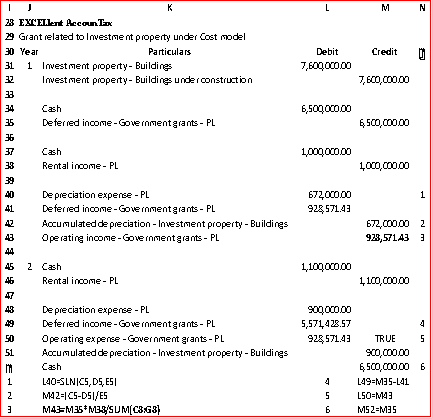 I J K L M N
28 EXCELlent AccounTax
29 Grant related to Investment property under Cost model
30 Year Particulars Debit Credit
31 1 Investment property - Buildings 7,600,000.00
32 Investment property - Buildings under construction 7,600,000.00
33
34 Cash 6,500,000.00
35 Deferred income - Government grants - PL 6,500,000.00
36
37 Cash 1,000,000.00
38 Rental income - PL 1,000,000.00
39
40 Depreciation expense - PL 672,000.00 1
41 Deferred income - Government grants - PL 928,571.43
42 Accumulated depreciation - Investment property - Buildings 672,000.00 2
43 Operating income - Government grants - PL 928,571.43 3
44
45 2 Cash 1,100,000.00
46 Rental income - PL 1,100,000.00
47
48 Depreciation expense - PL 900,000.00
49 Deferred income - Government grants - PL 5,571,428.57 4
50 Operating expense - Government grants - PL 928,571.43 TRUE 5
51 Accumulated depreciation - Investment property - Buildings 900,000.00
Cash 6,500,000.00 6
1 L40=SLN(C5,D5,E5) 4 L49=M35-L41
2 M42=(C5-D5)/E5 5 L50=M43
3 M43=M35*M38/SUM(C8:G8) 6 M52=M35